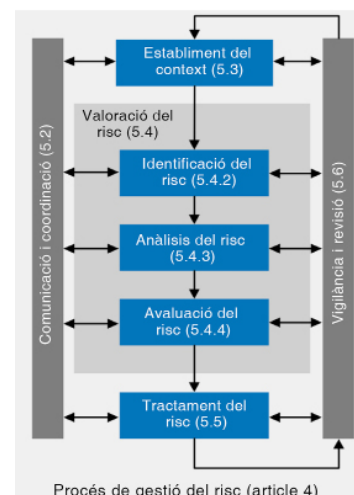 Establiment del
context (5.3)
Valoració del
risc (5.4)
Identificació del
risc (5.4.2)
Anàlisis del risc
(5.4.3)
Avaluació del
risc (5.4.4)
Tractament del
risc (5.5)
Comunicació i coordinació (5.2)
Vigilància i revisió (5.6)
Procés de gestió del risc (article 4)